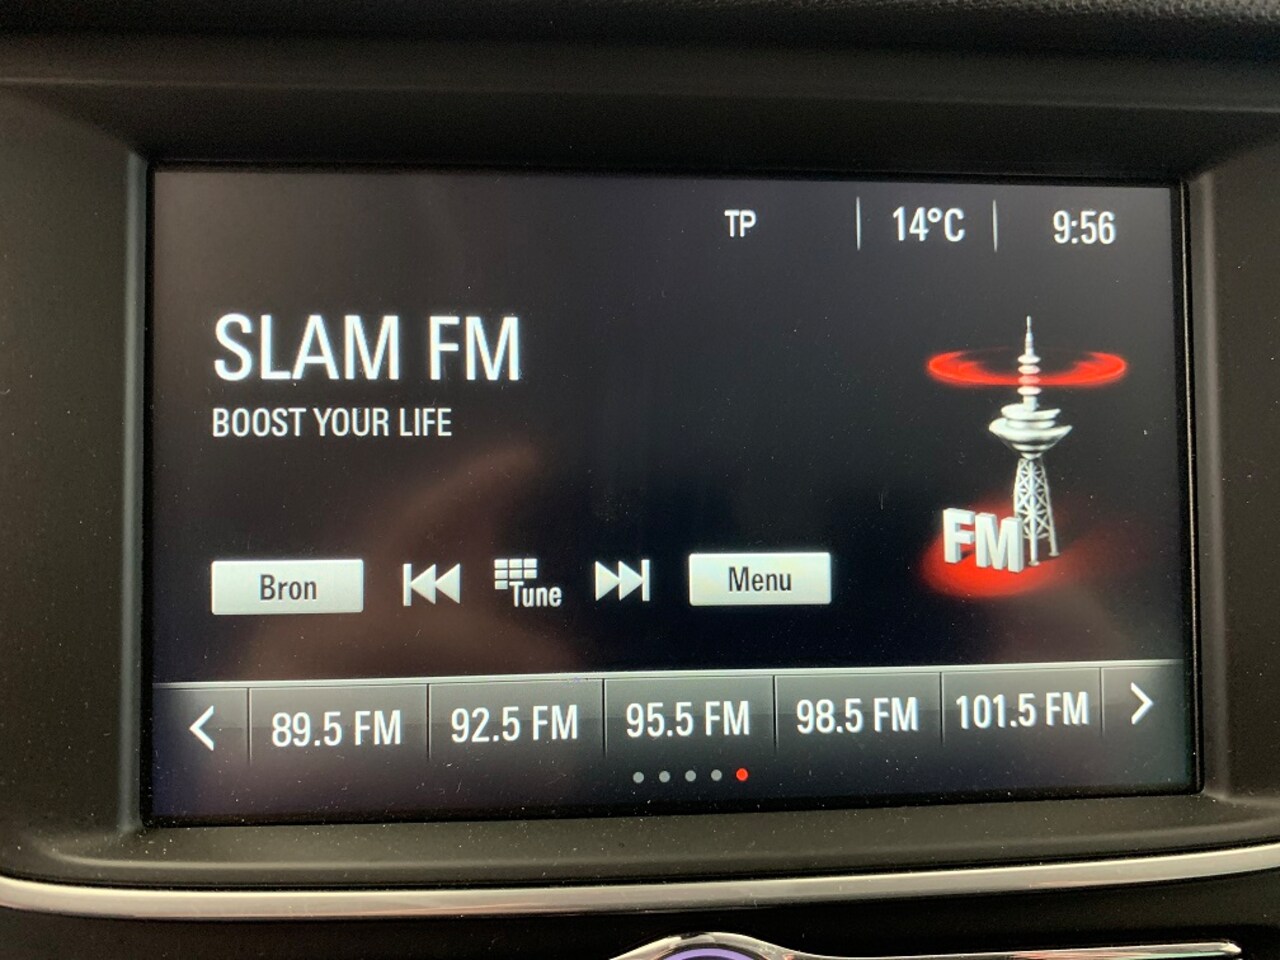 TP 14°C 9:56
SLAM FM
BOOST YOUR LIFE
FM
Bron Tune Menu
89.5 FM 92.5 FM 95.5 FM 98.5 FM 101.5 FM